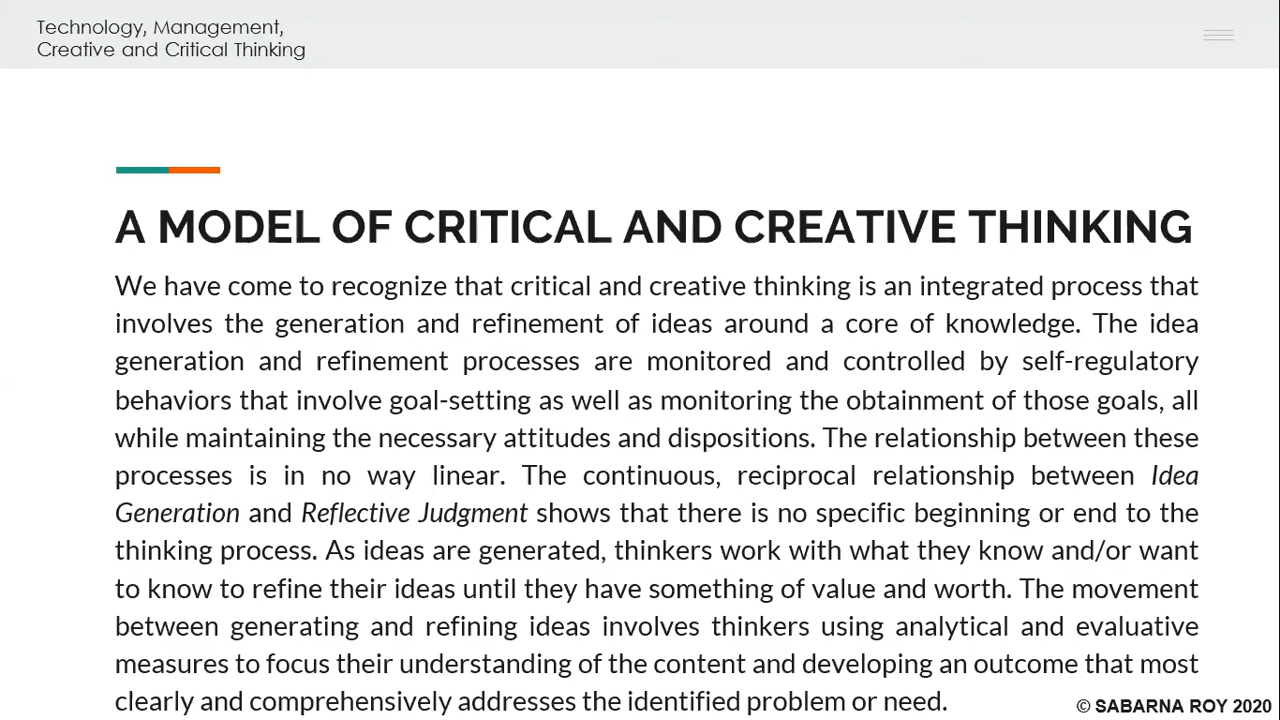 Technology, Management,
Creative and Critical Thinking
A MODEL OF CRITICAL AND CREATIVE THINKING
We have come to recognize that critical and creative thinking is an integrated process that
involves the generation and refinement of ideas around a core of knowledge. The idea
generation and refinement processes are monitored and controlled by self-regulatory
behaviors that involve goal-setting as well as monitoring the obtainment of those goals, all
while maintaining the necessary attitudes and dispositions. The relationship between these
processes is in no way linear. The continuous, reciprocal relationship between Idea
Generation and Reflective Judgment shows that there is no specific beginning or end to the
thinking process. As ideas are generated, thinkers work with what they know and/or want
to know to refine their ideas until they have something of value and worth. The movement
between generating and refining ideas involves thinkers using analytical and evaluative
measures to focus their understanding of the content and developing an outcome that most
clearly and comprehensively addresses the identified problem or need.
© SABARNA ROY 2020